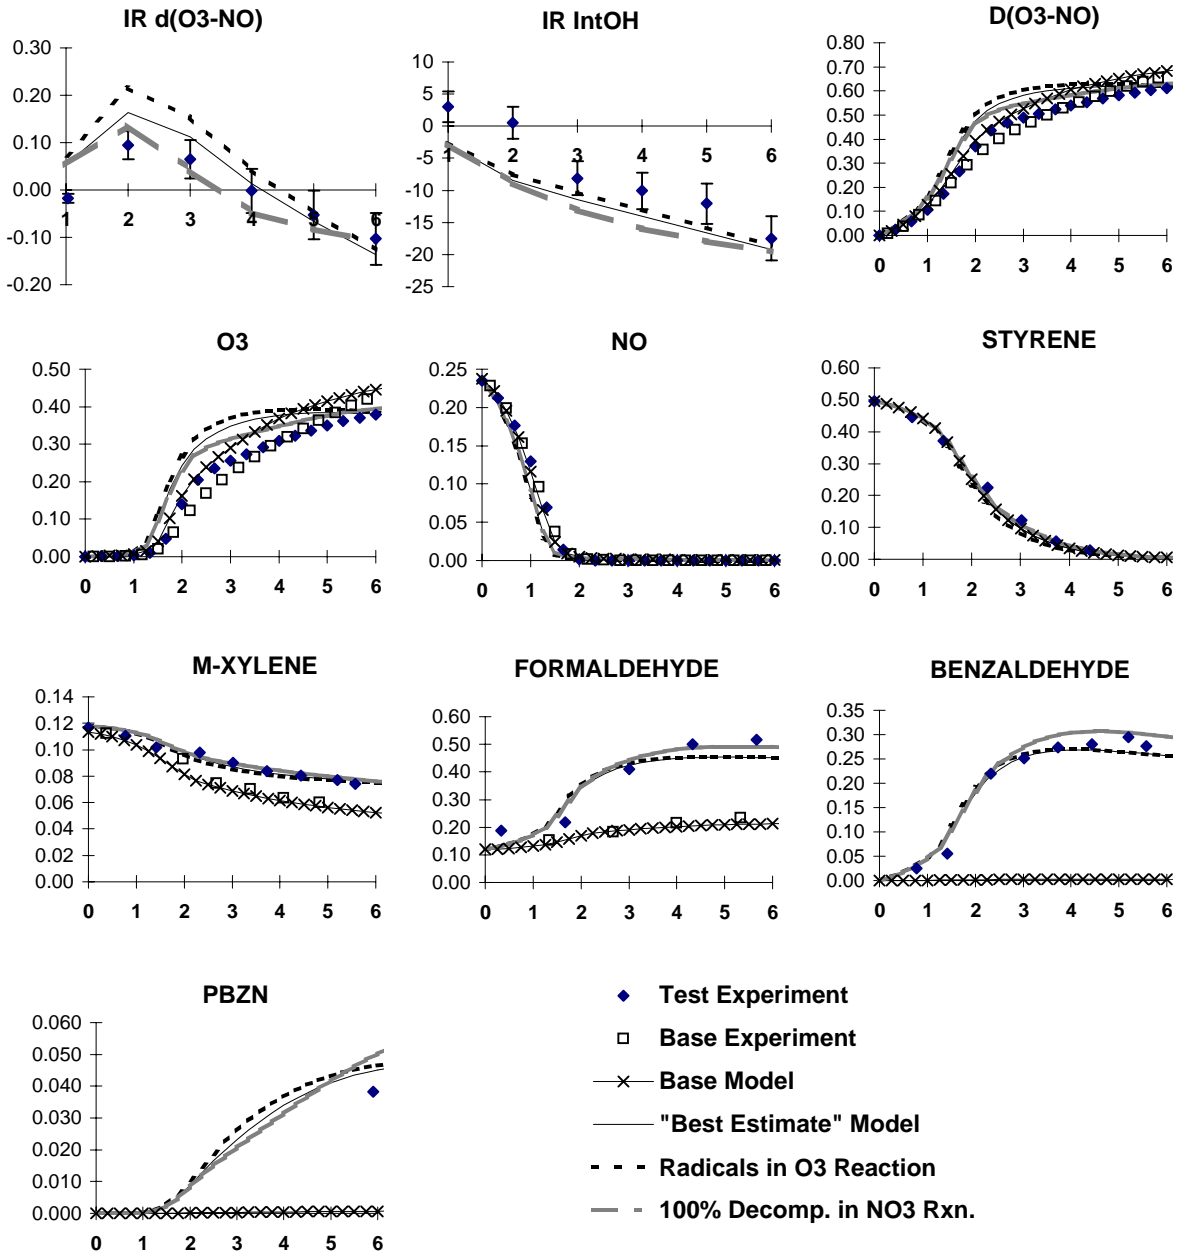 IR d(O3-NO)
0.30
0.20
0.10
0.00
-0.10
-0.20
1 2 3 4 5 6
IR IntOH
10
5
0
-5
-10
-15
-20
-25
1 2 3 4 5 6
D(O3-NO)
0.80
0.70
0.60
0.50
0.40
0.30
0.20
0.10
0.00
0 1 2 3 4 5 6
O3
0.50
0.40
0.30
0.20
0.10
0.00
0 1 2 3 4 5 6
NO
0.25
0.20
0.15
0.10
0.05
0.00
0 1 2 3 4 5 6
STYRENE
0.60
0.50
0.40
0.30
0.20
0.10
0.00
0 1 2 3 4 5 6
M-XYLENE
0.14
0.12
0.10
0.08
0.06
0.04
0.02
0.00
0 1 2 3 4 5 6
FORMALDEHYDE
0.60
0.50
0.40
0.30
0.20
0.10
0.00
0 1 2 3 4 5 6
BENZALDEHYDE
0.35
0.30
0.25
0.20
0.15
0.10
0.05
0.00
0 1 2 3 4 5 6
PBZN
0.060
0.050
0.040
0.030
0.020
0.010
0.000
0 1 2 3 4 5 6
Test Experiment
Base Experiment
Base Model
"Best Estimate" Model
Radicals in O3 Reaction
100% Decomp. in NO3 Rxn.